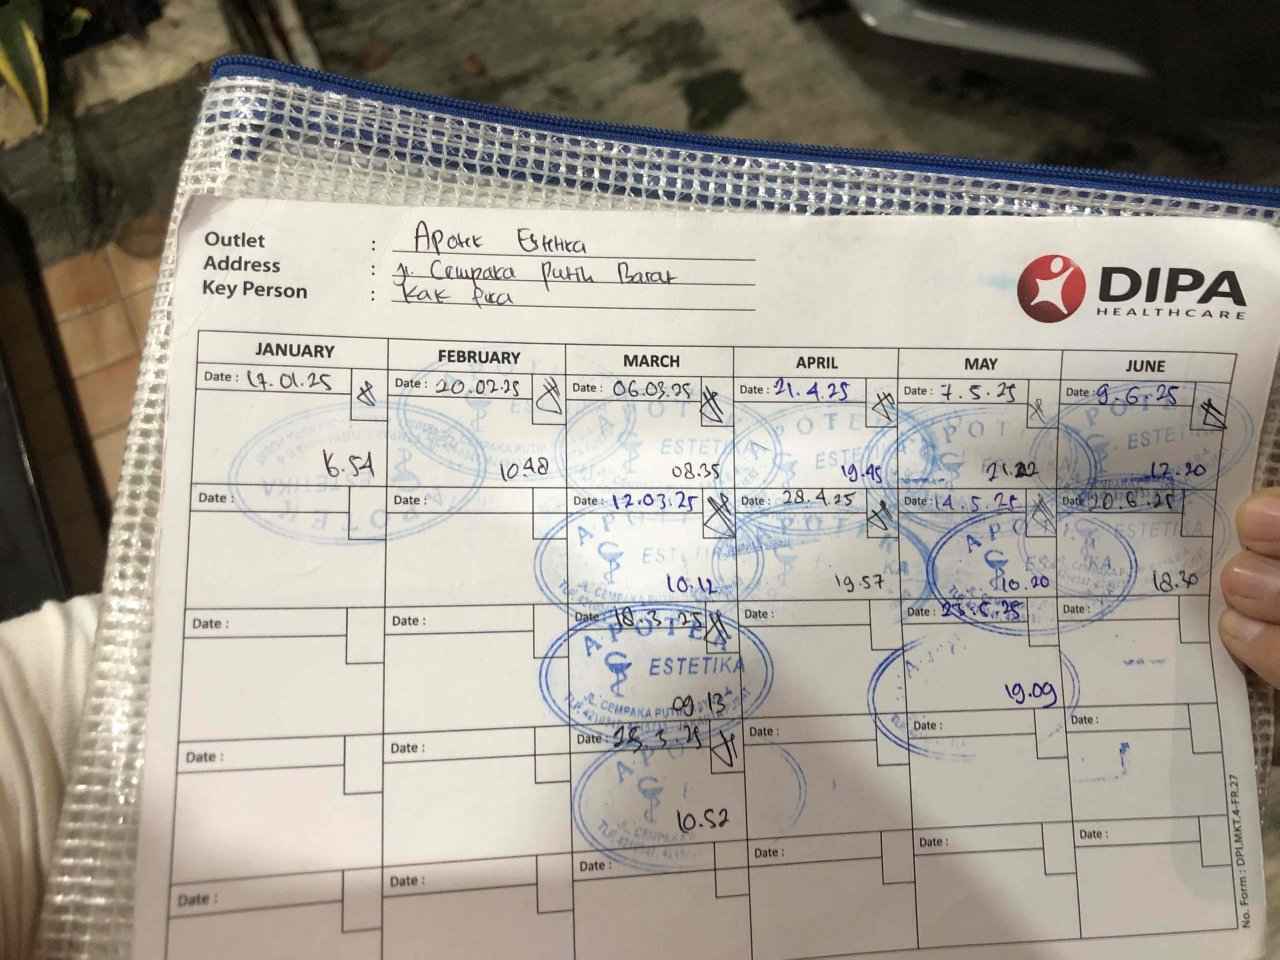 Outlet : Apotek Estetika
Address : Jl. Cempaka Putih Barat
Key Person : Kak
DIPA
HEALTHCARE
JANUARY FEBRUARY MARCH APRIL MAY JUNE
Date : 17.01.25 Date : 20.02.25 Date : 06.03.25 Date : 21.4.25 Date : 7.5.25 Date : 9.6.25
16.54 10.48 08.35 19.45 21.22 12.20
Date : Date : Date : 12.03.25 Date : 28.4.25 Date : 14.5.25 Date : 20.6.25
10.12 19.57 10.20 18.30
Date : Date : Date : 18.3.25 Date : Date : 23.5.25 Date :
APOTEK
ESTETIKA
JL. CEMPAKA PUTIH
09.13 19.09
Date : Date : Date : 25.3.25 Date : Date : Date :
10.52
Date : Date : Date : Date : Date : Date :
No. Form : DPI.MKT.4-FR.27